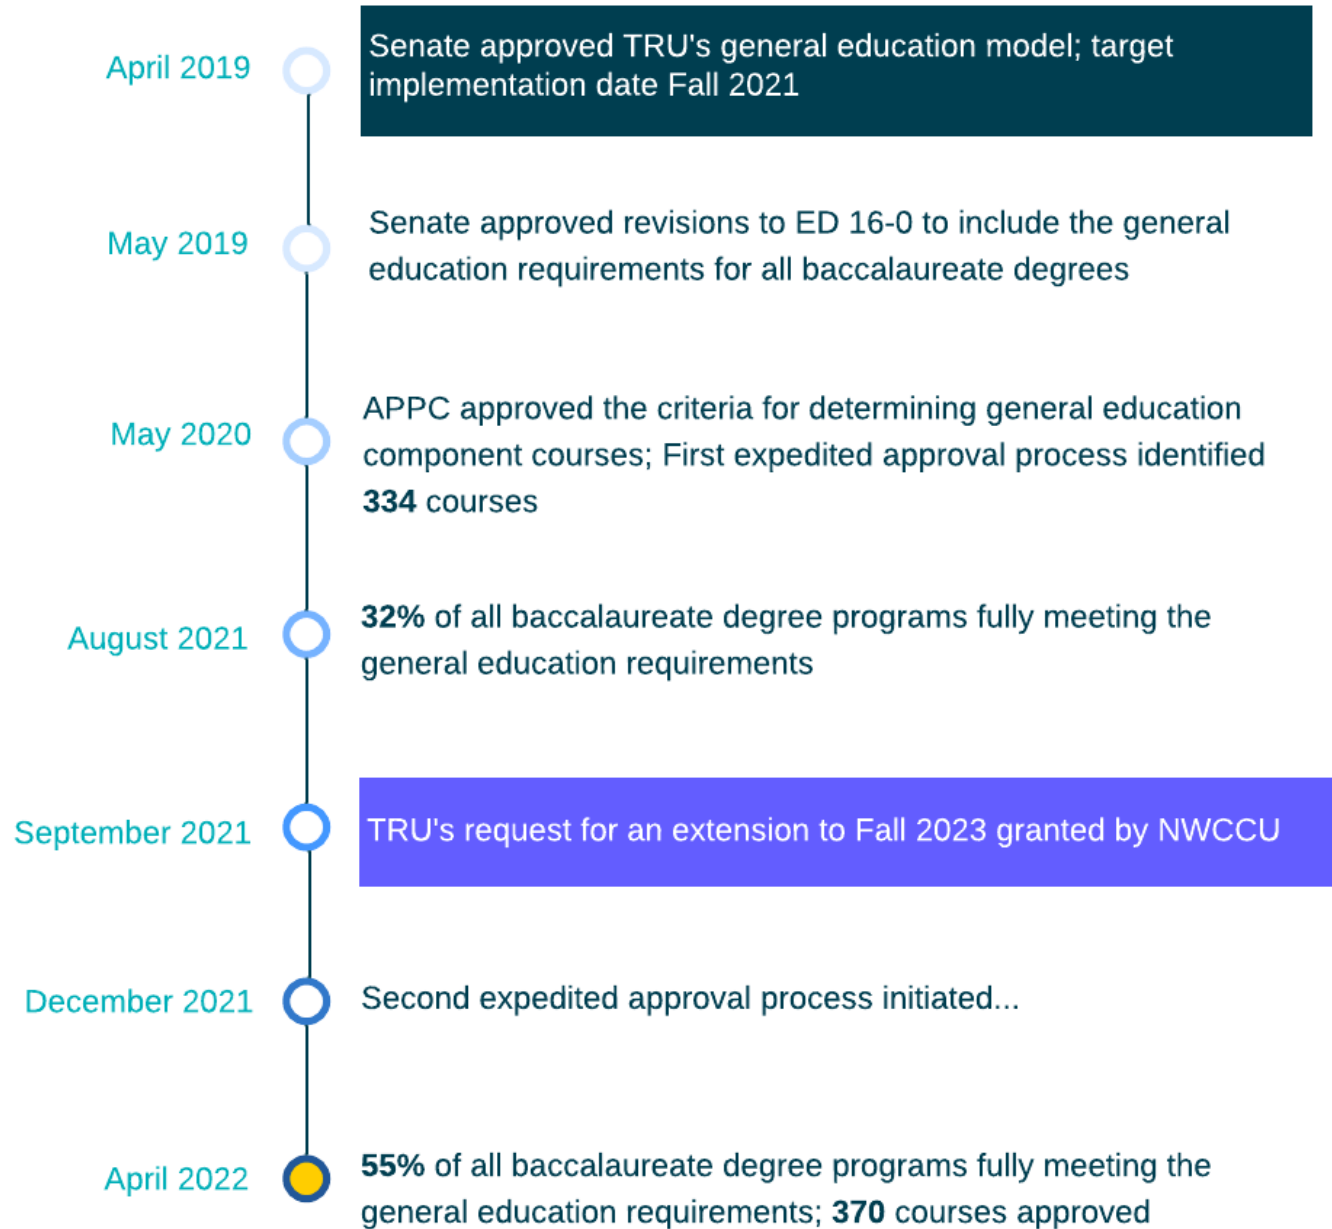 April 2019
Senate approved TRU's general education model; target
implementation date Fall 2021
May 2019
Senate approved revisions to ED 16-0 to include the general
education requirements for all baccalaureate degrees
May 2020
APPC approved the criteria for determining general education
component courses; First expedited approval process identified
334 courses
August 2021
32% of all baccalaureate degree programs fully meeting the
general education requirements
September 2021
TRU's request for an extension to Fall 2023 granted by NWCCU
December 2021
Second expedited approval process initiated...
April 2022
55% of all baccalaureate degree programs fully meeting the
general education requirements; 370 courses approved